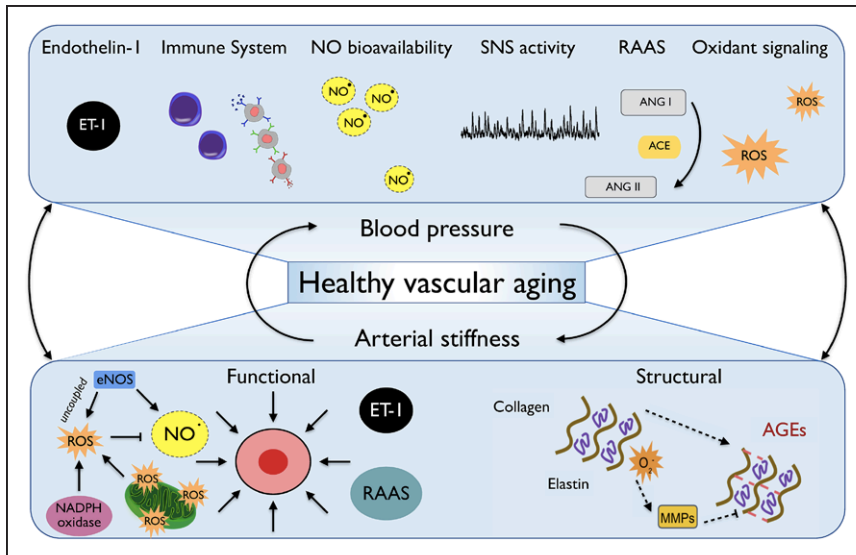 Endothelin-1
Immune System
NO bioavailability
SNS activity
RAAS
Oxidant signaling
ET-1
NO•
NO•
NO•
NO•
ANG I
ACE
ANG II
ROS
ROS
Blood pressure
Healthy vascular aging
Arterial stiffness
Functional
Structural
uncoupled
eNOS
ROS
NO•
NADPH
oxidase
ROS
ROS
ROS
ET-1
RAAS
Collagen
Elastin
O₂⁻
MMPs
AGEs